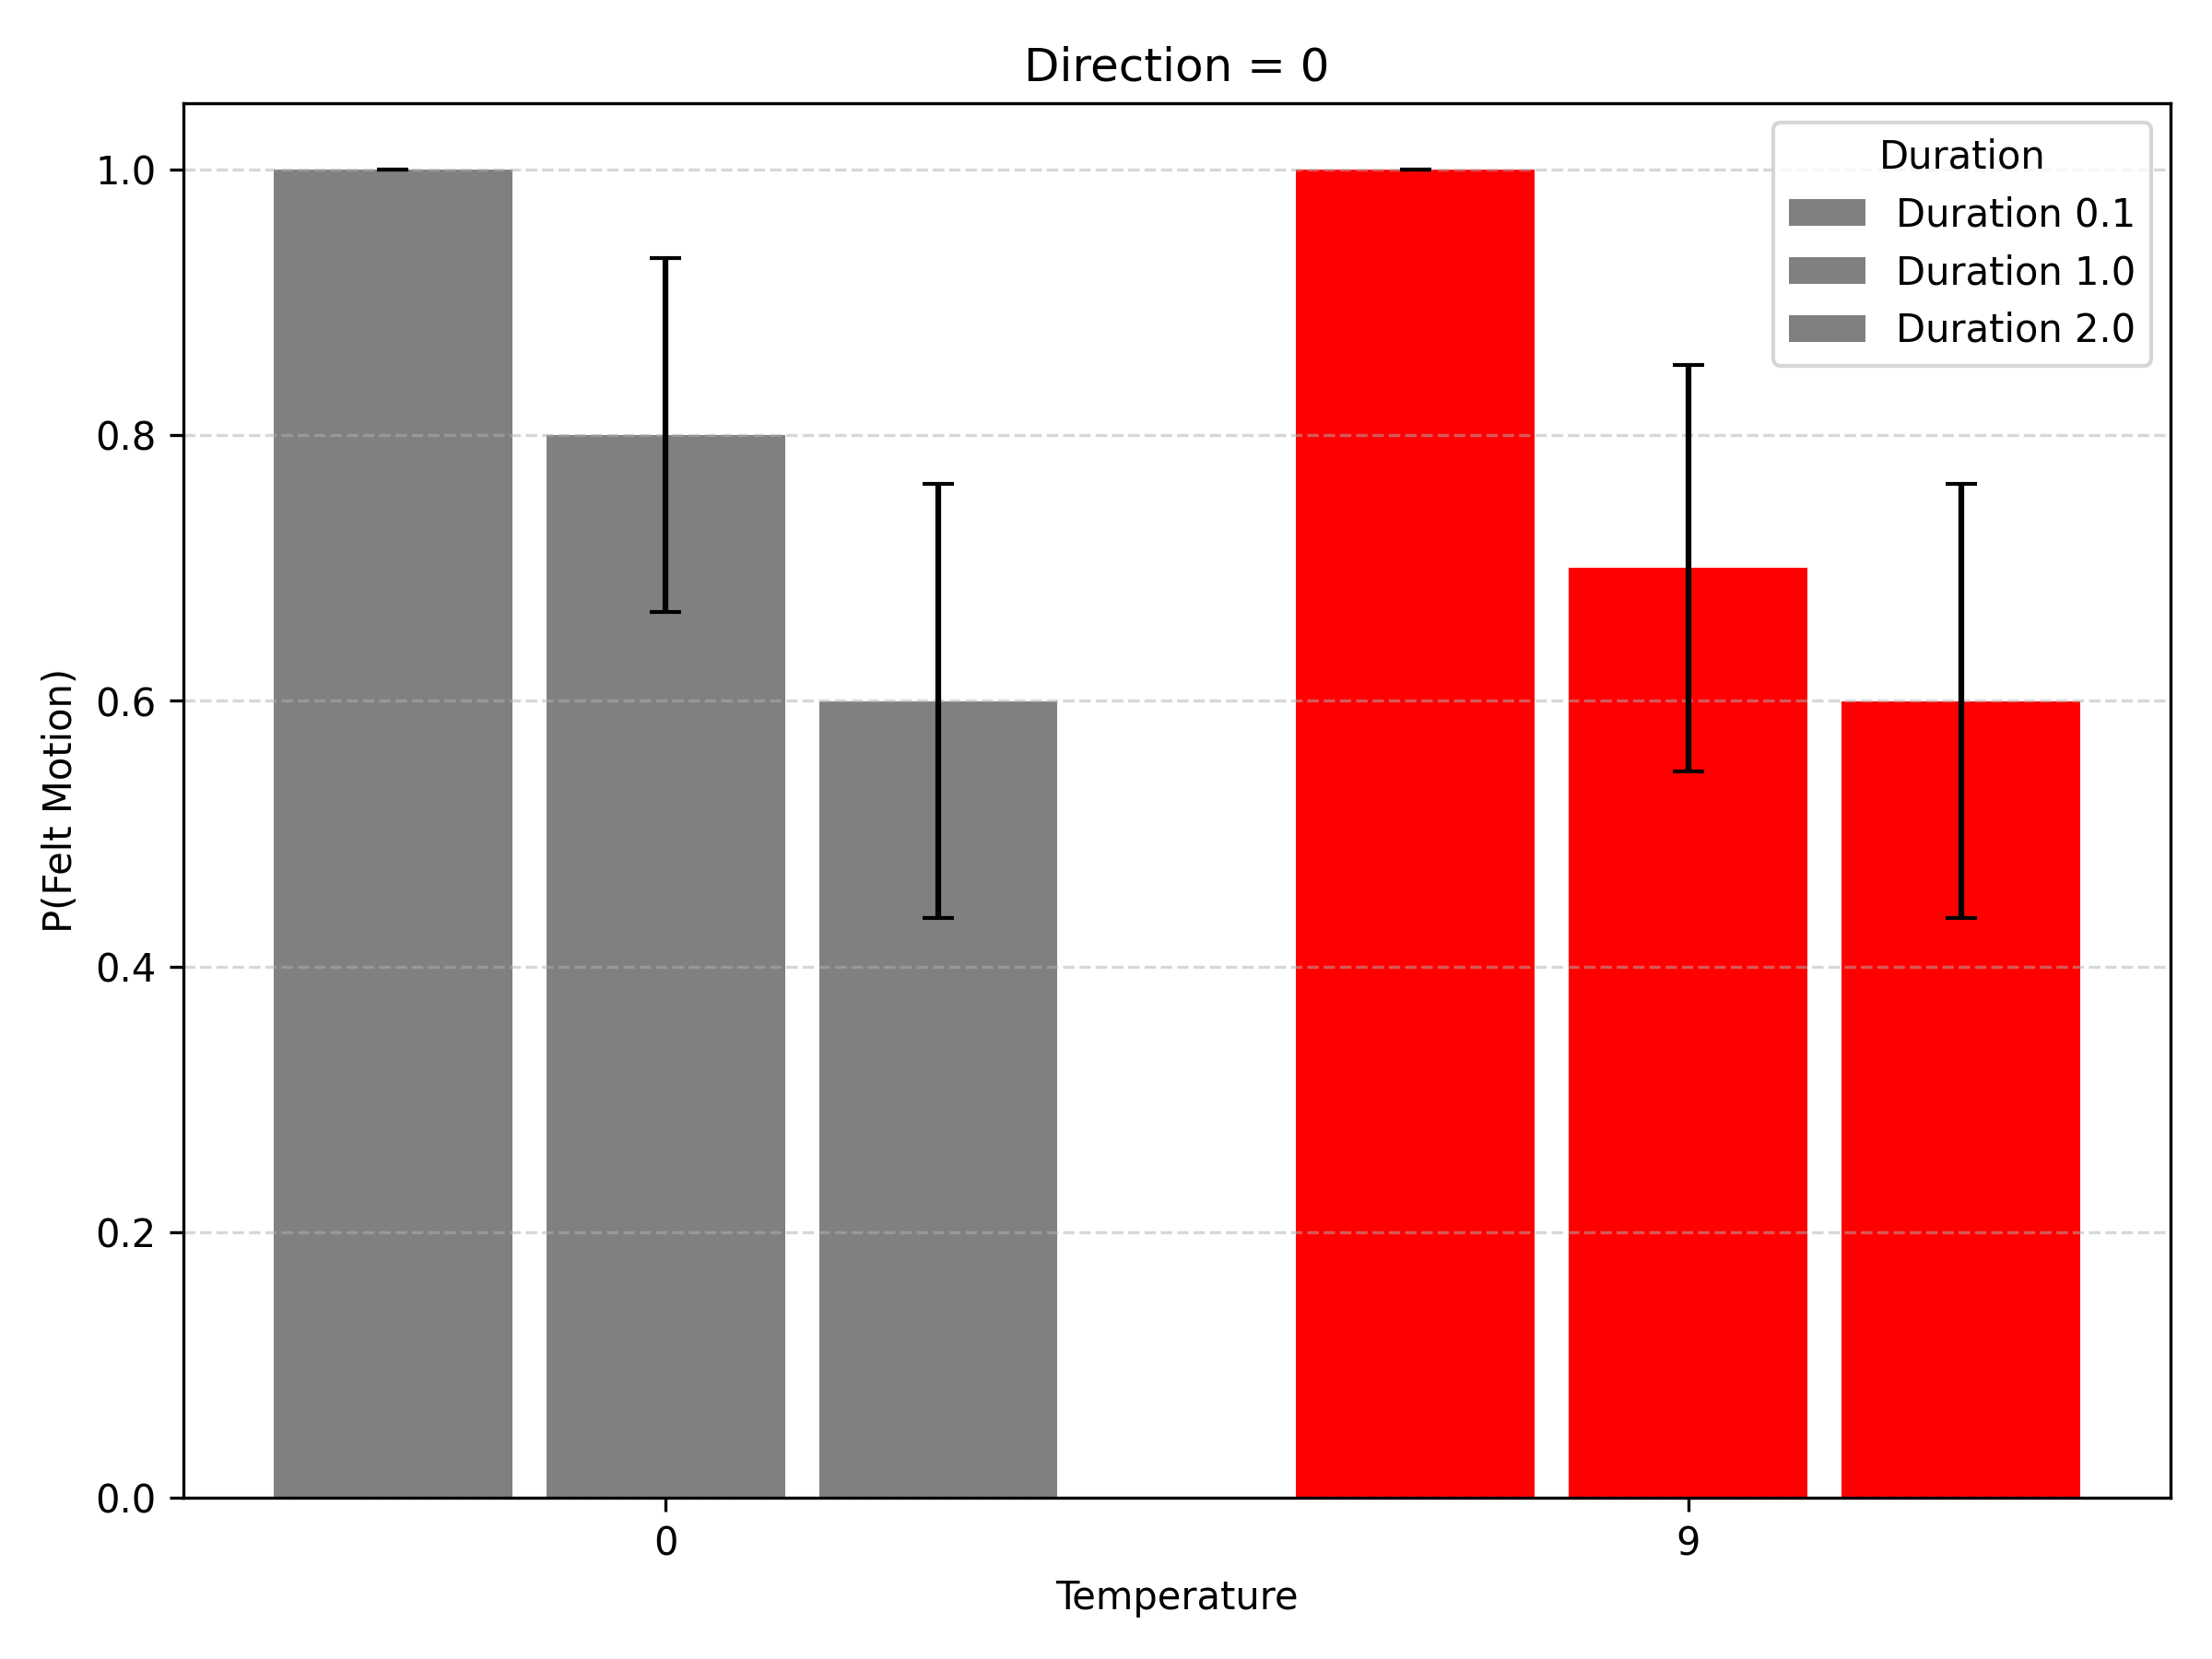 Direction = 0
Duration
Duration 0.1
Duration 1.0
Duration 2.0
P(Felt Motion)
1.0
0.8
0.6
0.4
0.2
0.0
0
9
Temperature